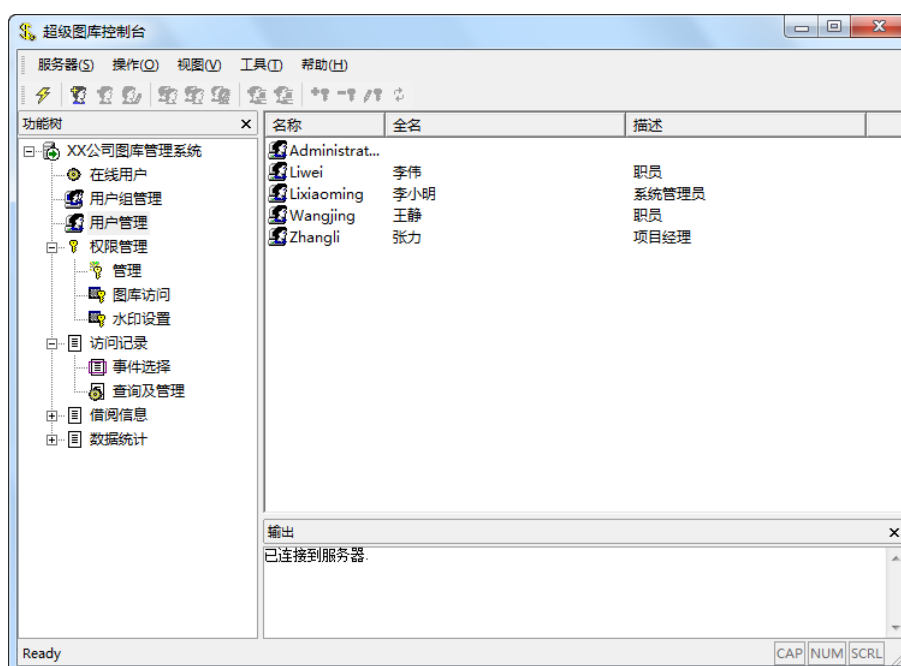 超级图库控制台
服务器(S) 操作(O) 视图(V) 工具(T) 帮助(H)
功能树
XX公司图库管理系统
在线用户
用户组管理
用户管理
权限管理
管理
图库访问
水印设置
访问记录
事件选择
查询及管理
借阅信息
数据统计
名称 全名 描述
Administrat...
Liwei 李伟 职员
Lixiaoming 李小明 系统管理员
Wangjing 王静 职员
Zhangli 张力 项目经理
输出
已连接到服务器.
Ready CAP NUM SCRL